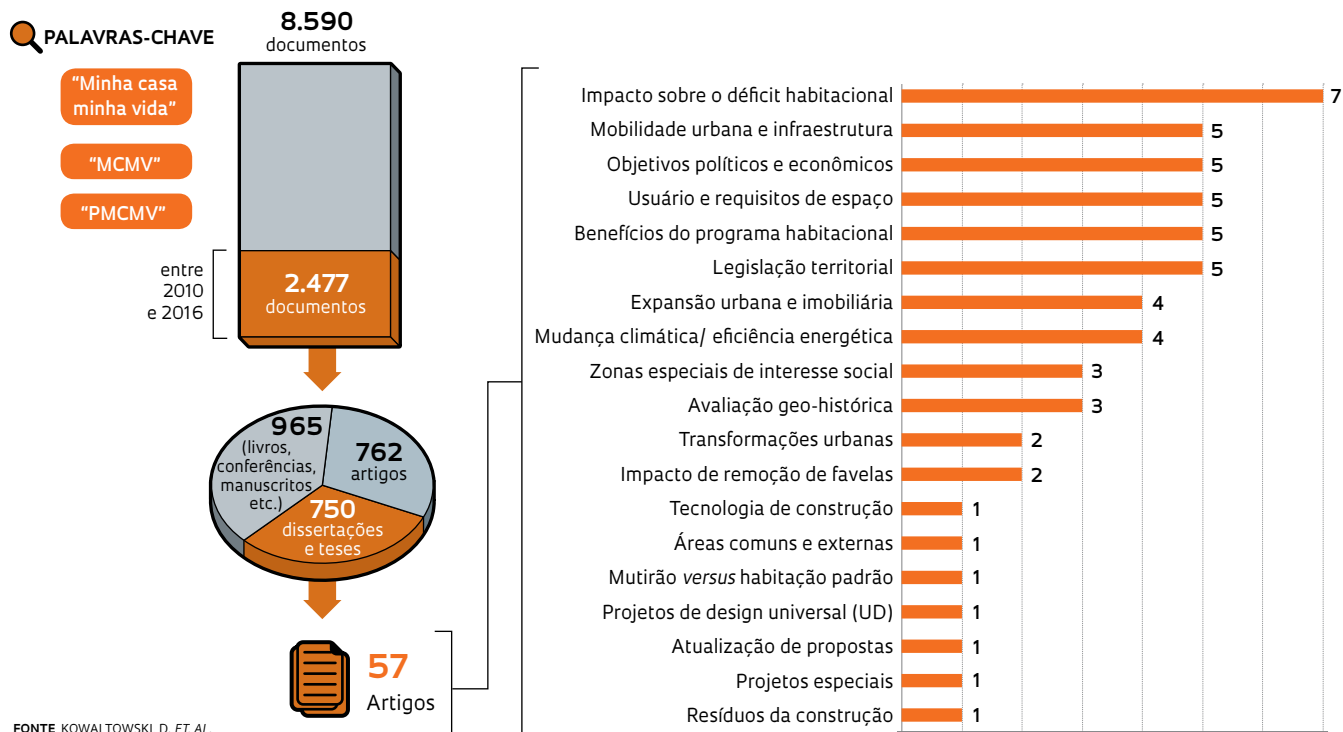 PALAVRAS-CHAVE
"Minha casa
minha vida"
"MCMV"
"PMCMV"
8.590
documentos
entre
2010
e 2016
2.477
documentos
965
(livros,
conferências,
manuscritos
etc.)
762
artigos
750
dissertações
e teses
57
Artigos
Impacto sobre o déficit habitacional 7
Mobilidade urbana e infraestrutura 5
Objetivos políticos e econômicos 5
Usuário e requisitos de espaço 5
Benefícios do programa habitacional 5
Legislação territorial 5
Expansão urbana e imobiliária 4
Mudança climática/ eficiência energética 4
Zonas especiais de interesse social 3
Avaliação geo-histórica 3
Transformações urbanas 2
Impacto de remoção de favelas 2
Tecnologia de construção 1
Áreas comuns e externas 1
Mutirão versus habitação padrão 1
Projetos de design universal (UD) 1
Atualização de propostas 1
Projetos especiais 1
Resíduos da construção 1
FONTE KOWALTOWSKI, D. ET AL.